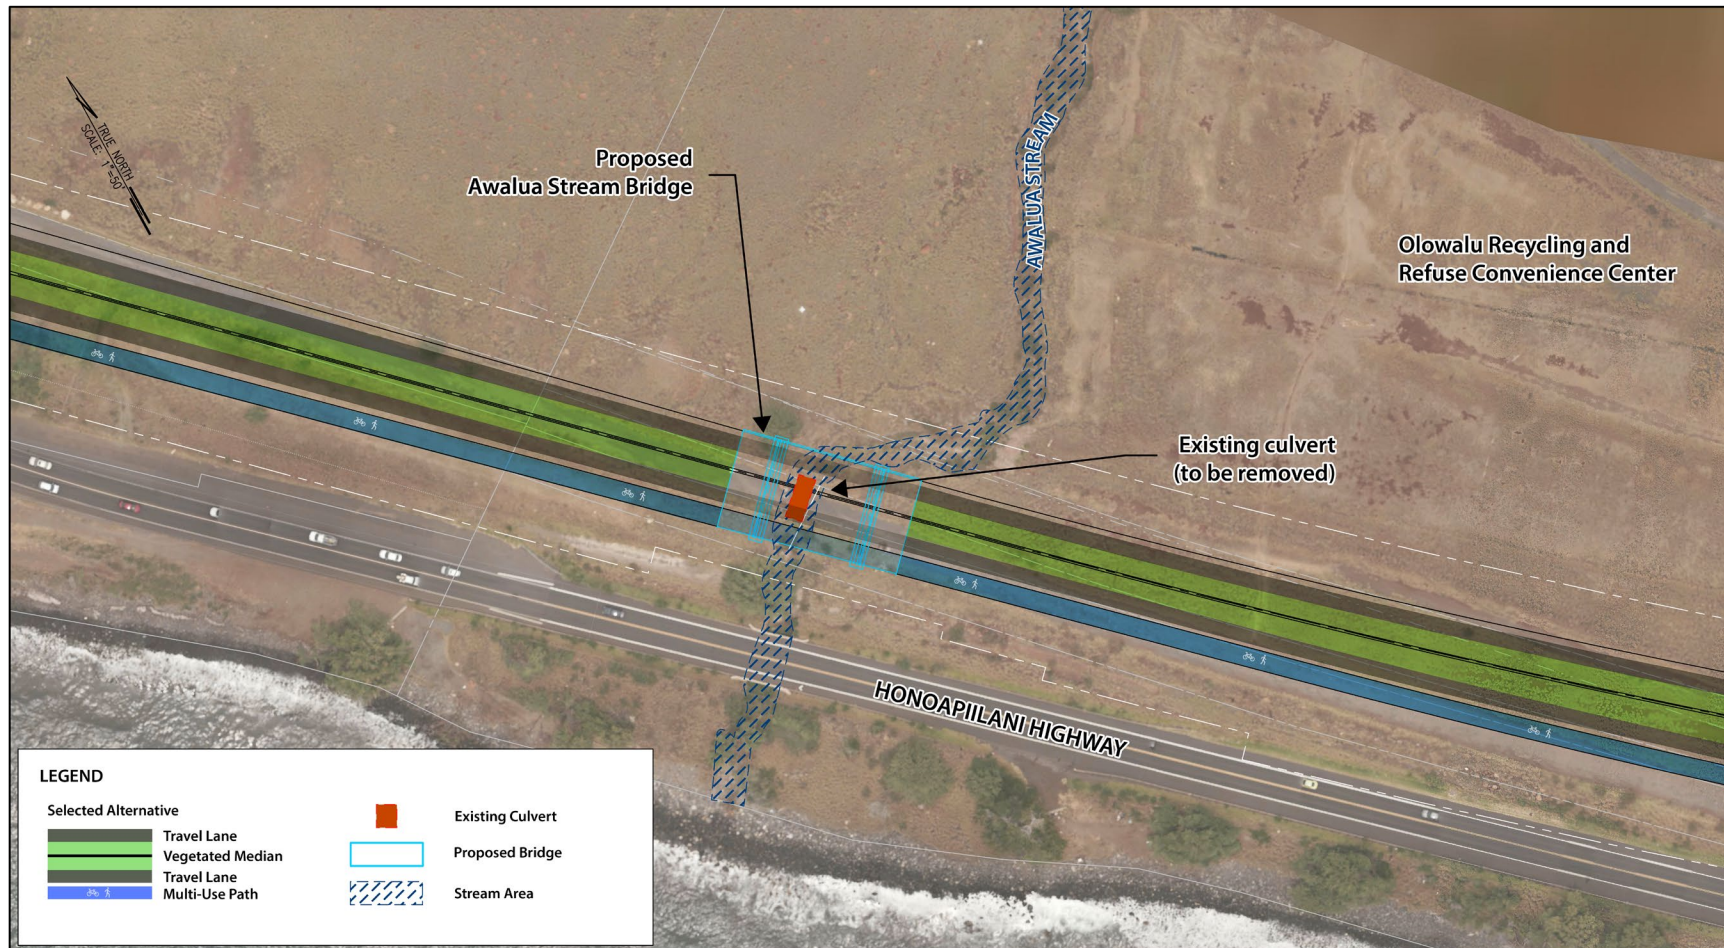 TRUE NORTH
SCALE: 1"=50'
Proposed
Awalua Stream Bridge
AWALUA STREAM
Olowalu Recycling and
Refuse Convenience Center
Existing culvert
(to be removed)
HONOAPIILANI HIGHWAY
LEGEND
Selected Alternative
Travel Lane
Vegetated Median
Travel Lane
Multi-Use Path
Existing Culvert
Proposed Bridge
Stream Area